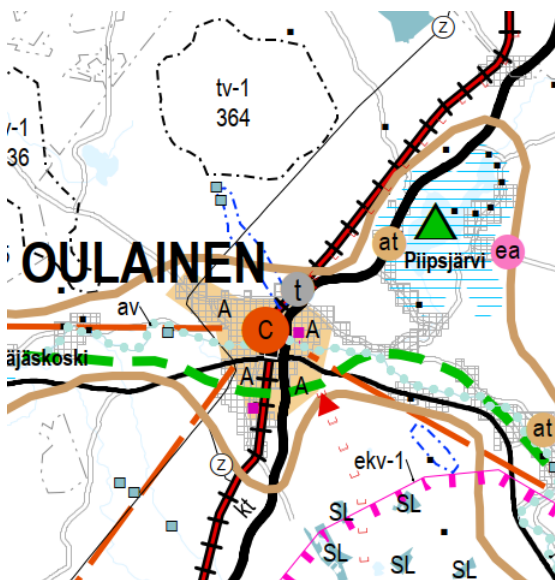 z
tv-1
364
v-1
36
at
ea
Piipsjärvi
OULAINEN
t
av
A
C
A
äjäskoski
A
A
at
z
ekv-1
kt
SL
SL
SL
SL
SL